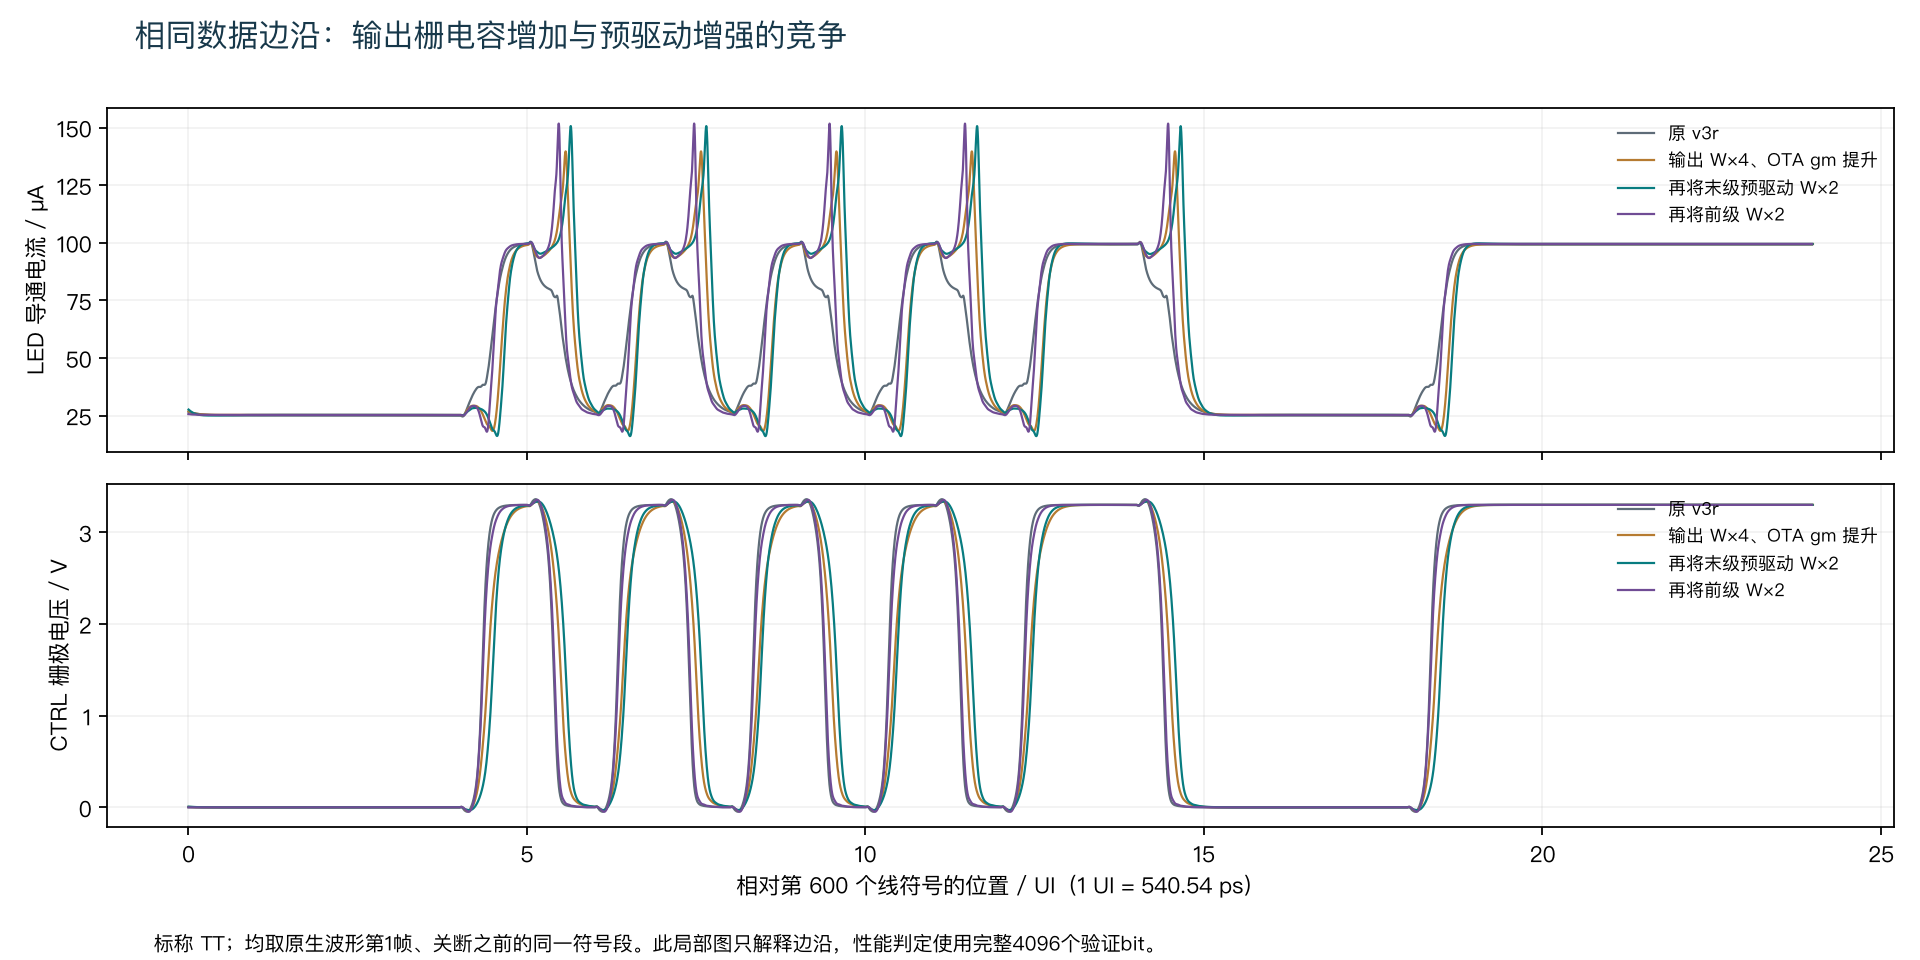 相同数据边沿：输出栅电容增加与预驱动增强的竞争
LED 导通电流 / μA
150
125
100
75
50
25
原 v3r
输出 W×4、OTA gm 提升
再将末级预驱动 W×2
再将前级 W×2
CTRL 栅极电压 / V
3
2
1
0
原 v3r
输出 W×4、OTA gm 提升
再将末级预驱动 W×2
再将前级 W×2
0
5
10
15
20
25
相对第 600 个线符号的位置 / UI（1 UI = 540.54 ps）
标称 TT；均取原生波形第1帧、关断之前的同一符号段。此局部图只解释边沿，性能判定使用完整4096个验证bit。